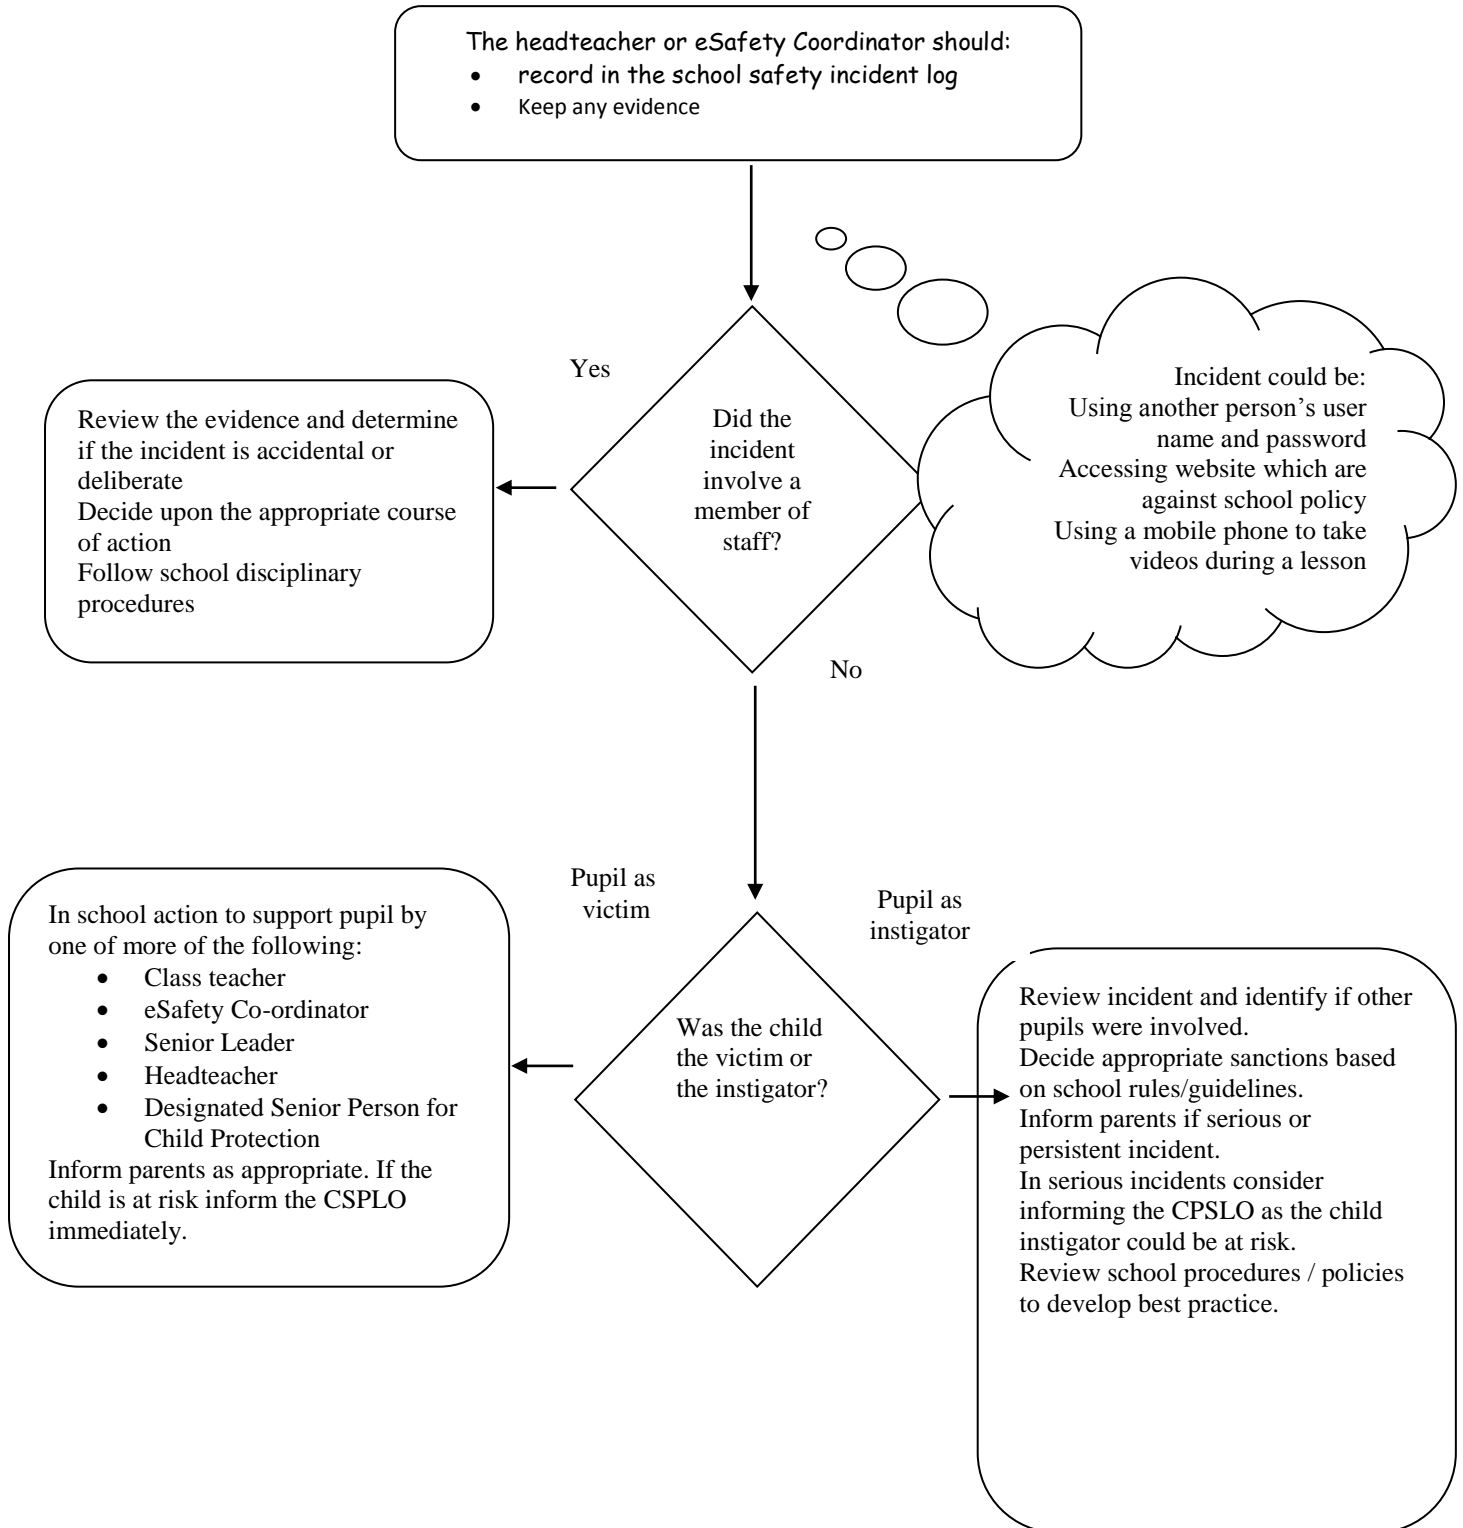 The headteacher or eSafety Coordinator should:
• record in the school safety incident log
• Keep any evidence
Yes
Review the evidence and determine
if the incident is accidental or
deliberate
Decide upon the appropriate course
of action
Follow school disciplinary
procedures
Did the
incident
involve a
member of
staff?
Incident could be:
Using another person’s user
name and password
Accessing website which are
against school policy
Using a mobile phone to take
videos during a lesson
No
Pupil as
victim
Pupil as
instigator
In school action to support pupil by
one of more of the following:
• Class teacher
• eSafety Co-ordinator
• Senior Leader
• Headteacher
• Designated Senior Person for
Child Protection
Inform parents as appropriate. If the
child is at risk inform the CSPLO
immediately.
Was the child
the victim or
the instigator?
Review incident and identify if other
pupils were involved.
Decide appropriate sanctions based
on school rules/guidelines.
Inform parents if serious or
persistent incident.
In serious incidents consider
informing the CPSLO as the child
instigator could be at risk.
Review school procedures / policies
to develop best practice.